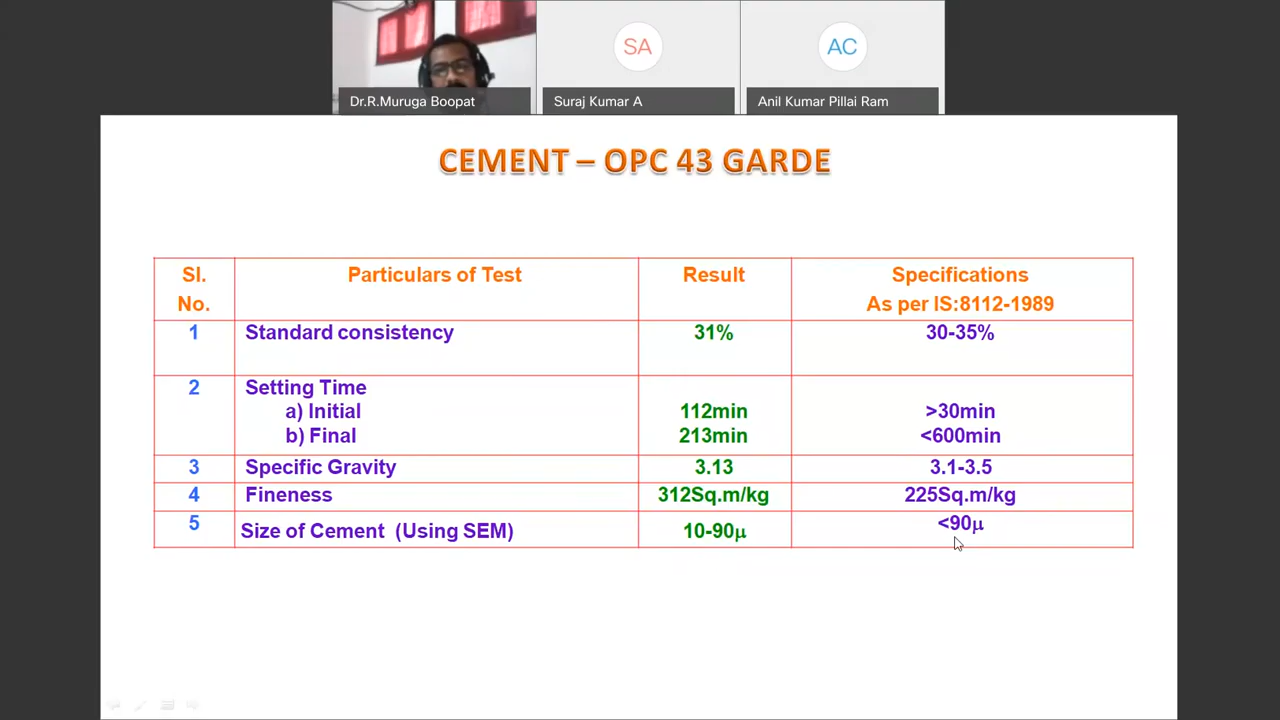 SA
AC
Dr.R.Muruga Boopat
Suraj Kumar A
Anil Kumar Pillai Ram
CEMENT – OPC 43 GARDE
Sl. No.
Particulars of Test
Result
Specifications
As per IS:8112-1989
1
Standard consistency
31%
30-35%
2
Setting Time
a) Initial
112min
>30min
b) Final
213min
<600min
3
Specific Gravity
3.13
3.1-3.5
4
Fineness
312Sq.m/kg
225Sq.m/kg
5
Size of Cement (Using SEM)
10-90μ
<90μ